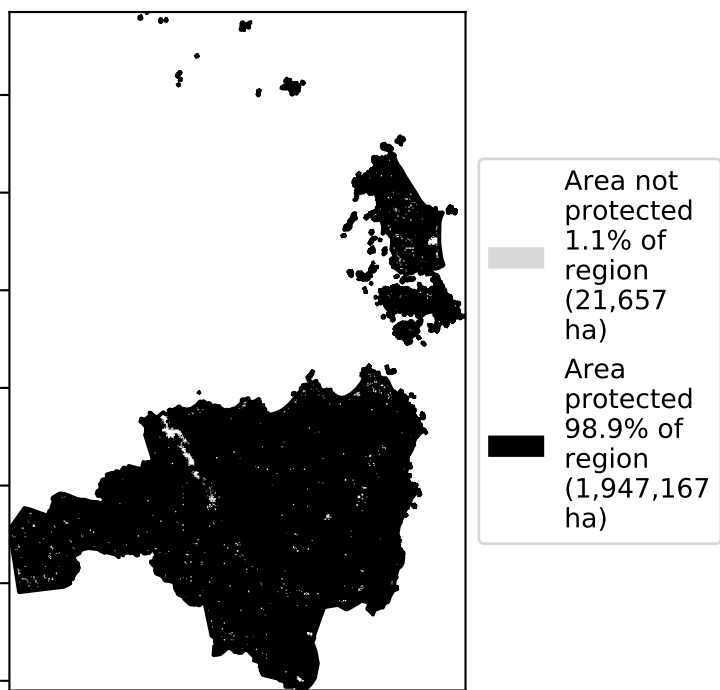 Area not
protected
1.1% of
region
(21,657
ha)
Area
protected
98.9% of
region
(1,947,167
ha)